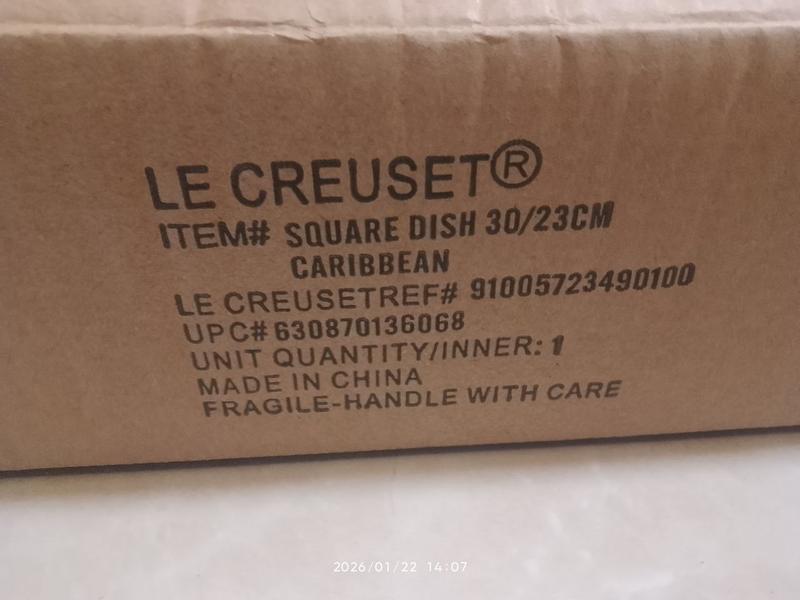 LE CREUSET®
ITEM# SQUARE DISH 30/23CM
CARIBBEAN
LE CREUSETREF# 91005723490100
UPC# 630870136068
UNIT QUANTITY/INNER: 1
MADE IN CHINA
FRAGILE-HANDLE WITH CARE
2026/01/22 14:07